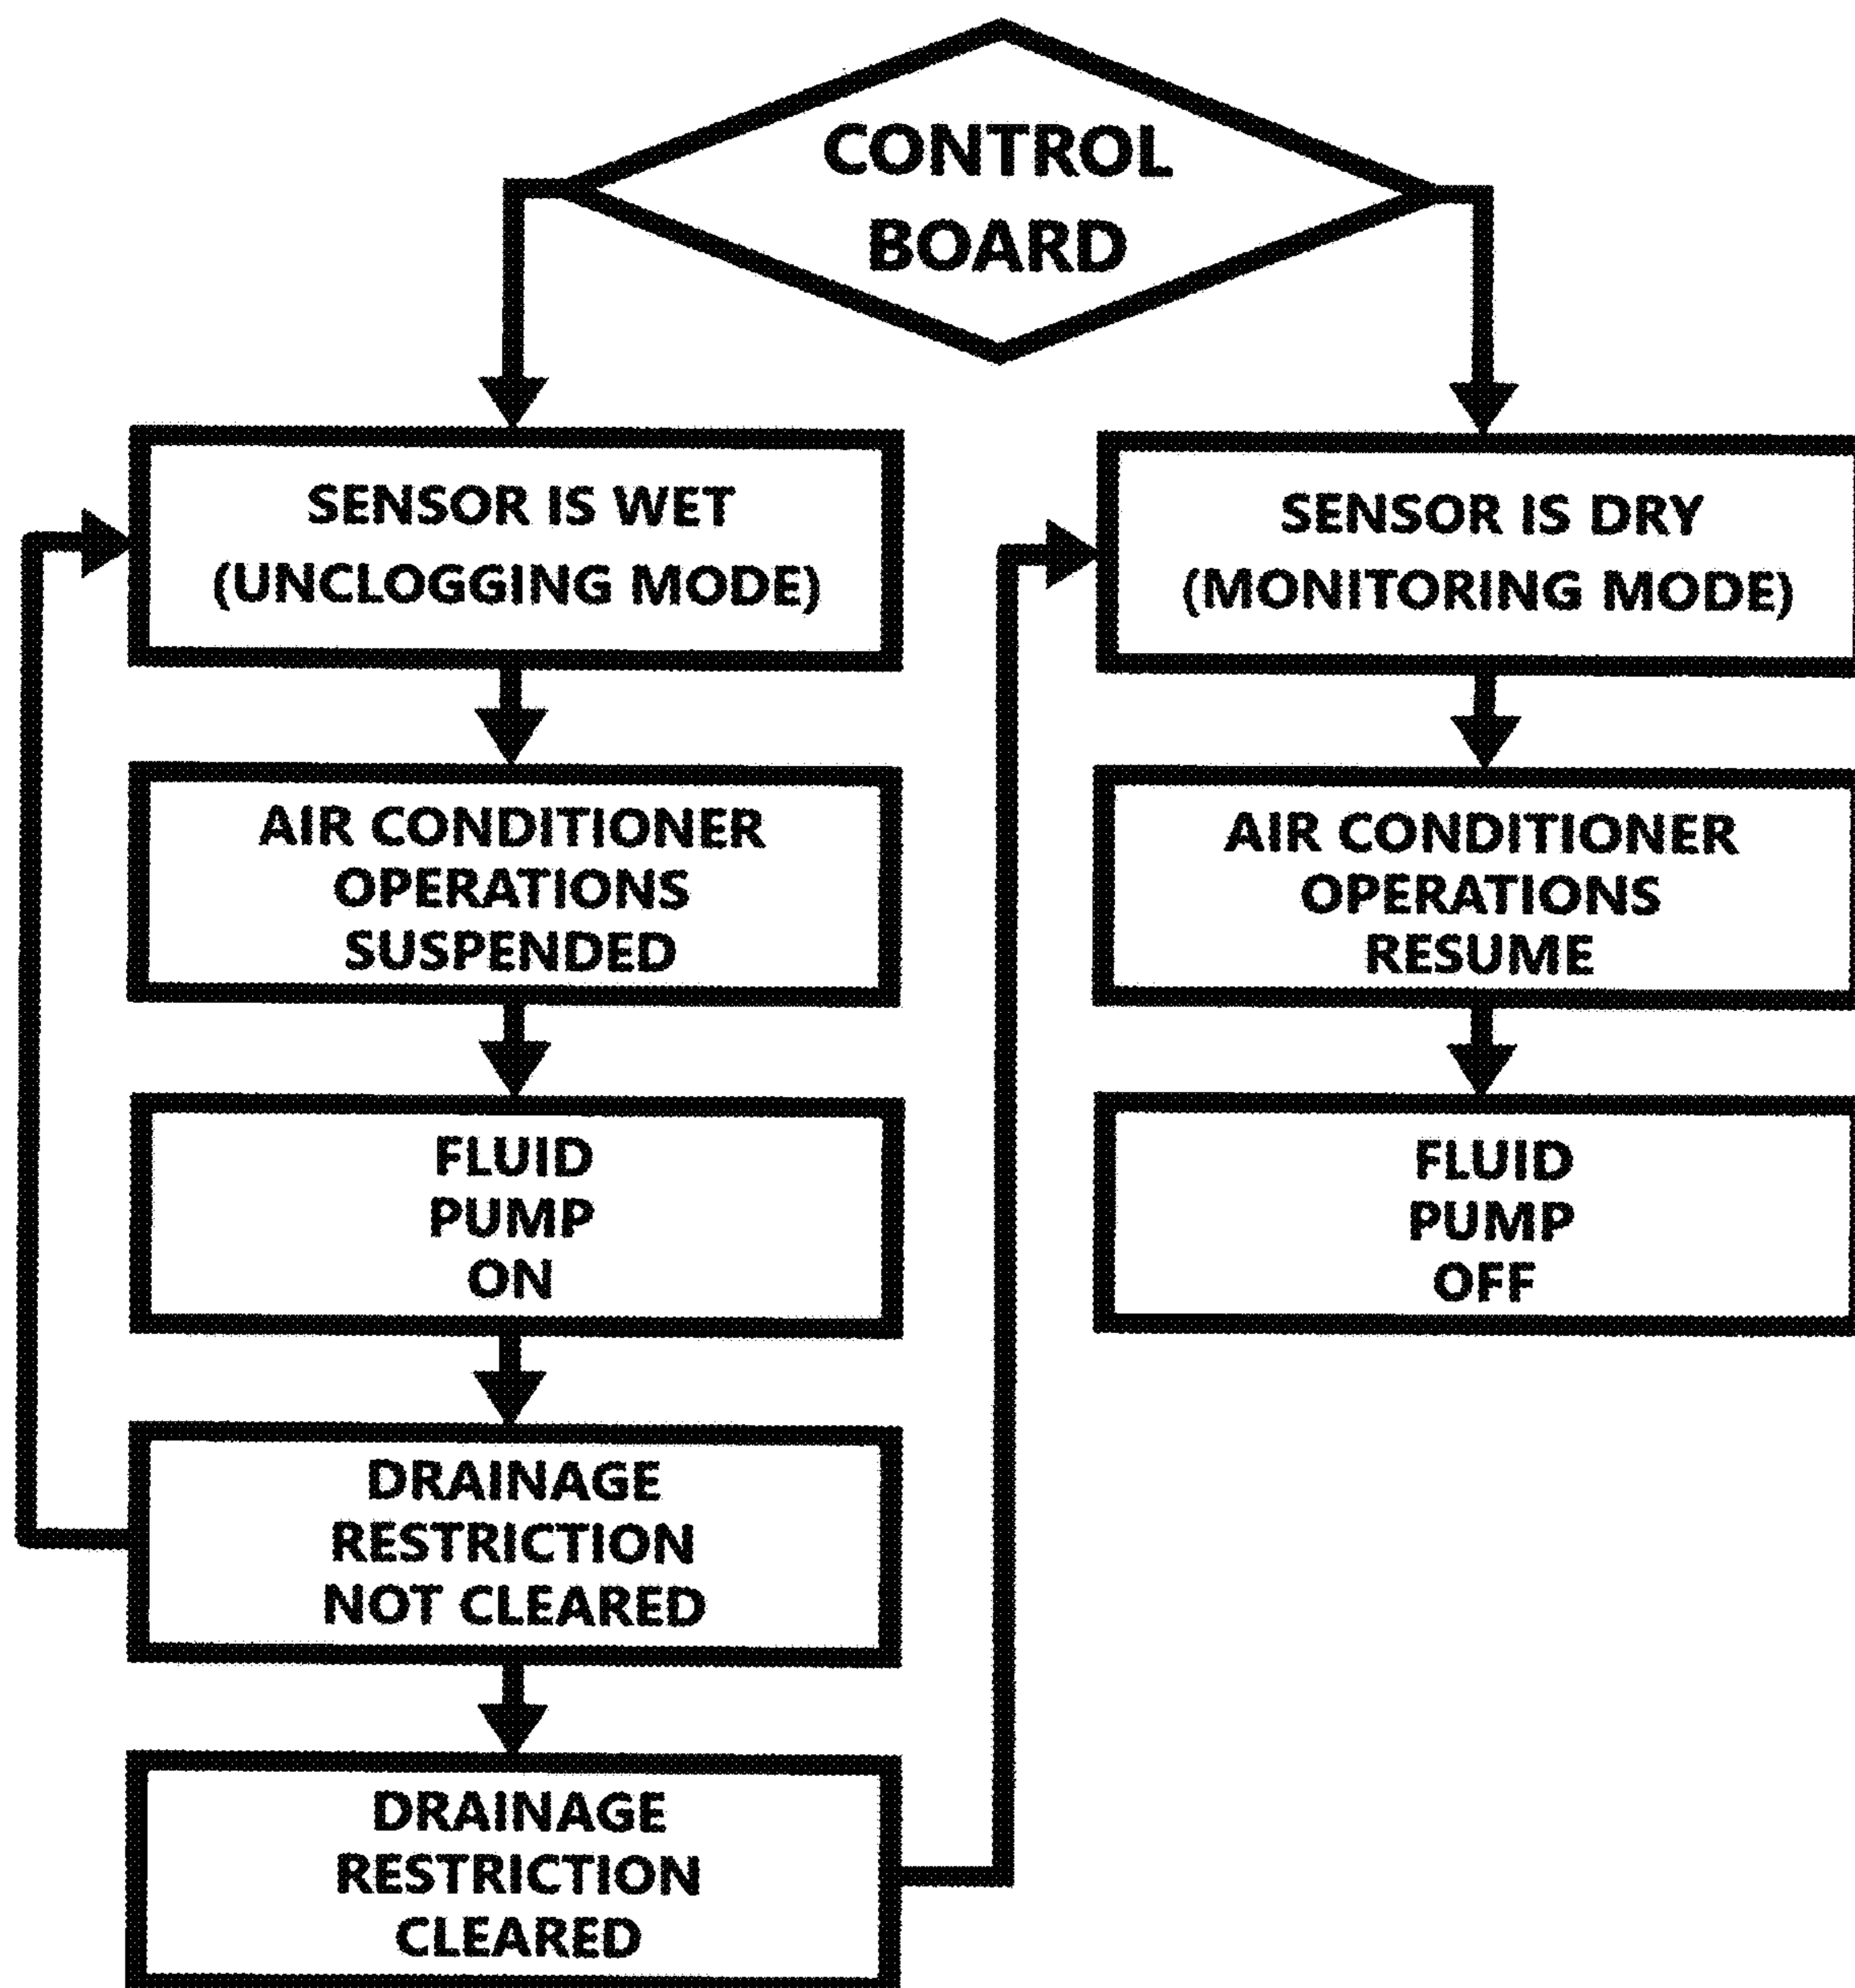 CONTROL
BOARD
SENSOR IS WET
(UNCLOGGING MODE)
AIR CONDITIONER
OPERATIONS
SUSPENDED
FLUID
PUMP
ON
DRAINAGE
RESTRICTION
NOT CLEARED
DRAINAGE
RESTRICTION
CLEARED
SENSOR IS DRY
(MONITORING MODE)
AIR CONDITIONER
OPERATIONS
RESUME
FLUID
PUMP
OFF